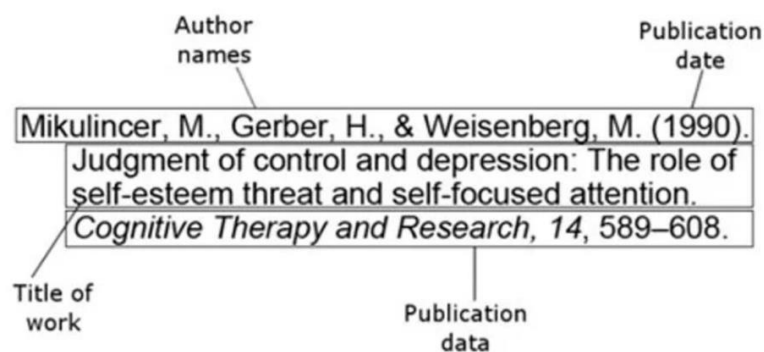 Author
names
Publication
date
Mikulincer, M., Gerber, H., & Weisenberg, M. (1990).
Judgment of control and depression: The role of
self-esteem threat and self-focused attention.
Cognitive Therapy and Research, 14, 589–608.
Title of
work
Publication
data